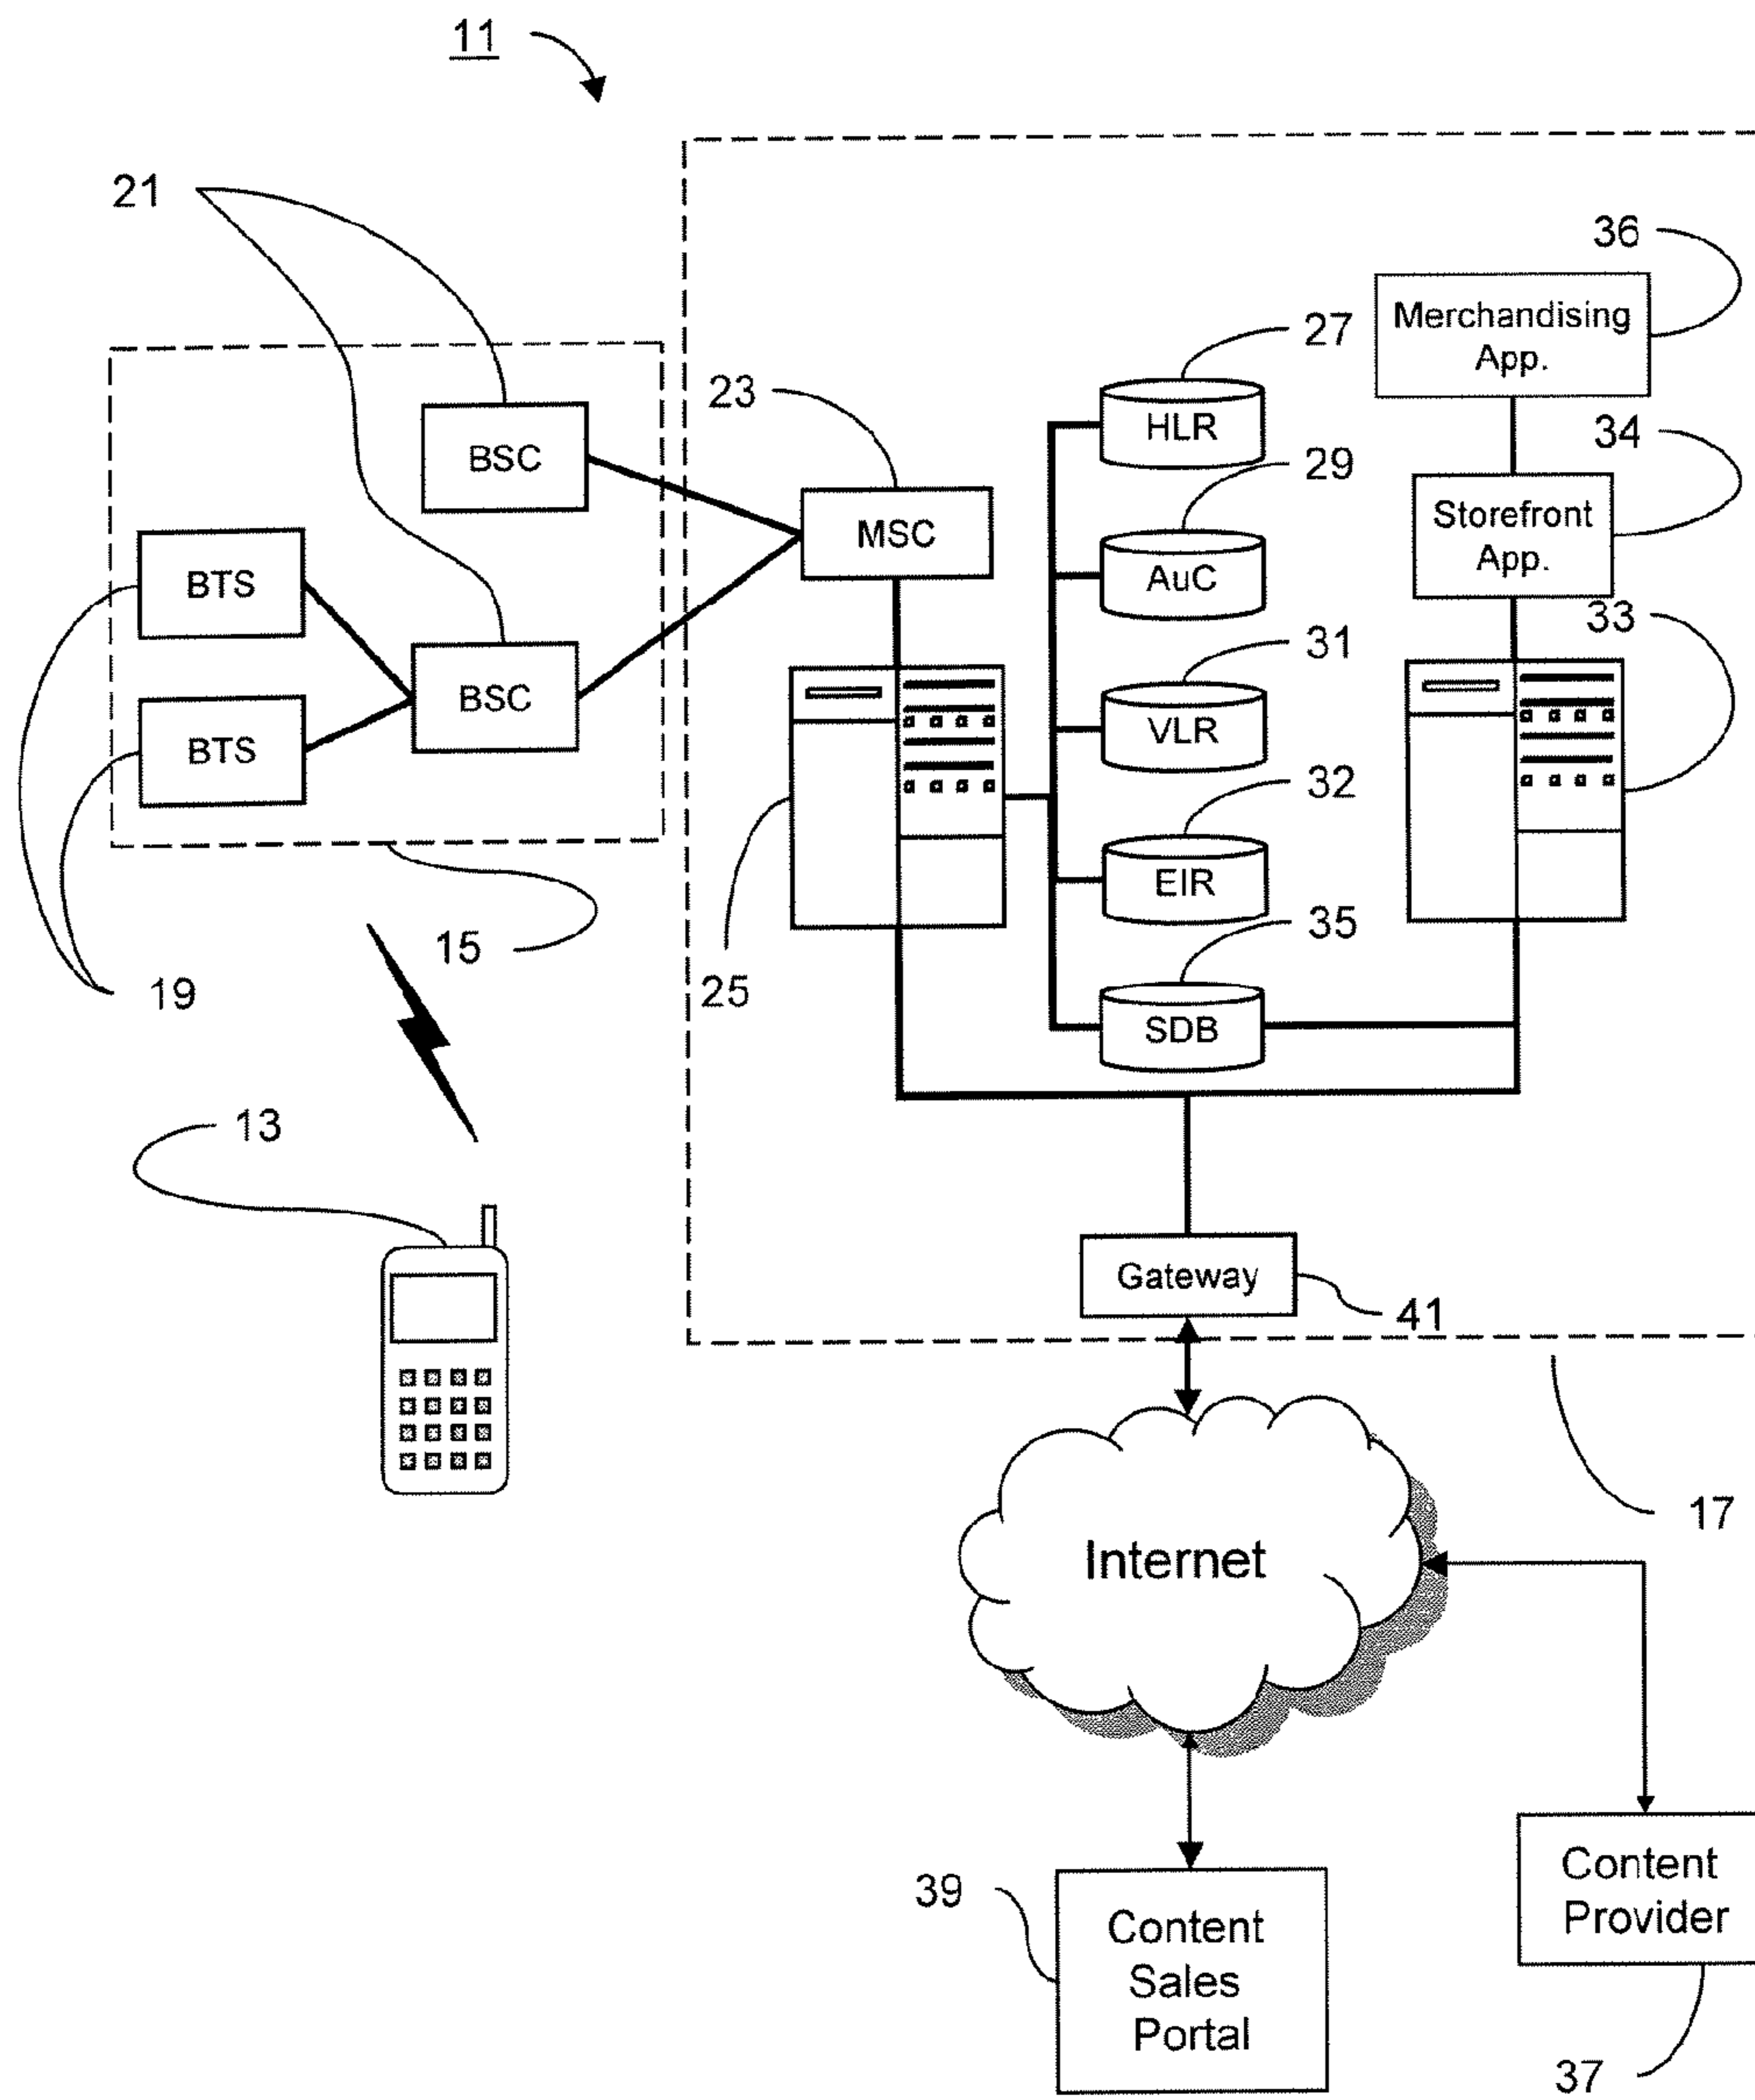 11
21
36
Merchandising
App.
27
23
HLR
34
BSC
29
Storefront
App.
MSC
AuC
BTS
33
31
BSC
VLR
BTS
32
EIR
35
15
25
19
SDB
13
Gateway
41
17
Internet
Content
Provider
39
Content
Sales
Portal
37